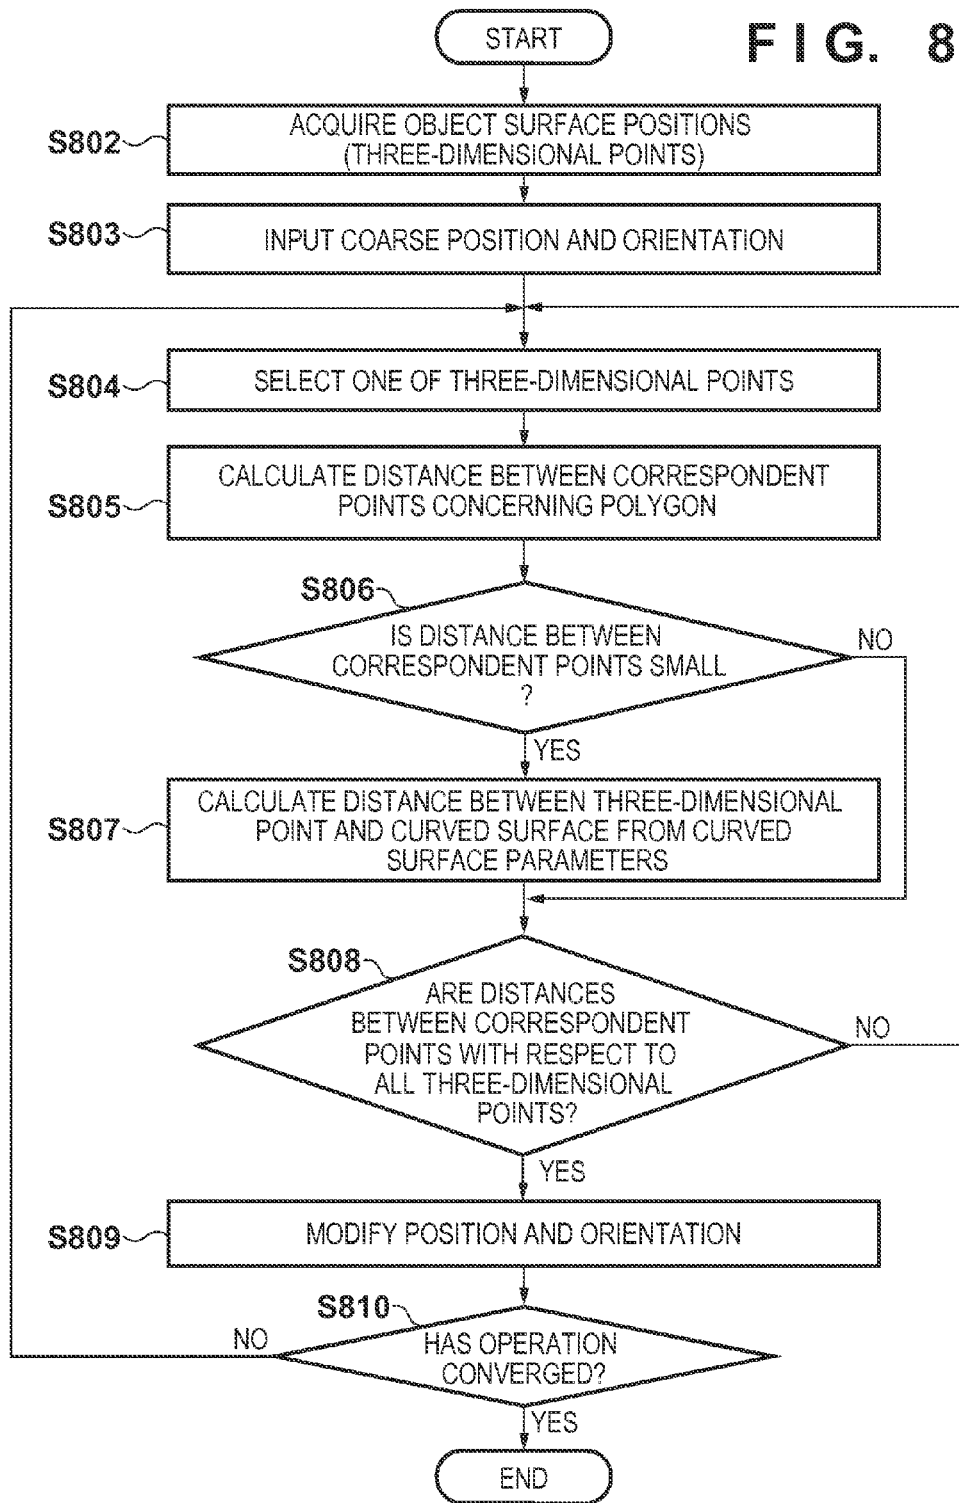 START
F I G. 8
S802
ACQUIRE OBJECT SURFACE POSITIONS
(THREE-DIMENSIONAL POINTS)
S803
INPUT COARSE POSITION AND ORIENTATION
S804
SELECT ONE OF THREE-DIMENSIONAL POINTS
S805
CALCULATE DISTANCE BETWEEN CORRESPONDENT
POINTS CONCERNING POLYGON
S806
IS DISTANCE BETWEEN
CORRESPONDENT POINTS SMALL
?
NO
YES
S807
CALCULATE DISTANCE BETWEEN THREE-DIMENSIONAL
POINT AND CURVED SURFACE FROM CURVED
SURFACE PARAMETERS
S808
ARE DISTANCES
BETWEEN CORRESPONDENT
POINTS WITH RESPECT TO
ALL THREE-DIMENSIONAL
POINTS?
NO
YES
S809
MODIFY POSITION AND ORIENTATION
S810
HAS OPERATION
CONVERGED?
NO
YES
END